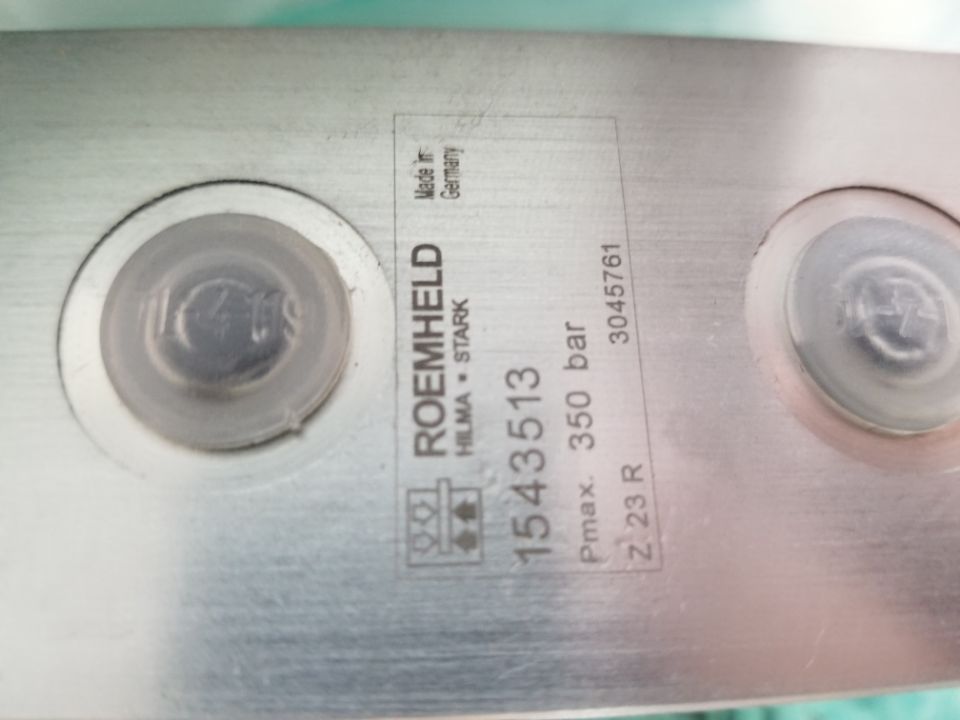 ROEMHELD
HILMA ▪ STARK
Made in
Germany
1543513
Pmax. 350 bar
Z 23 R 3045761